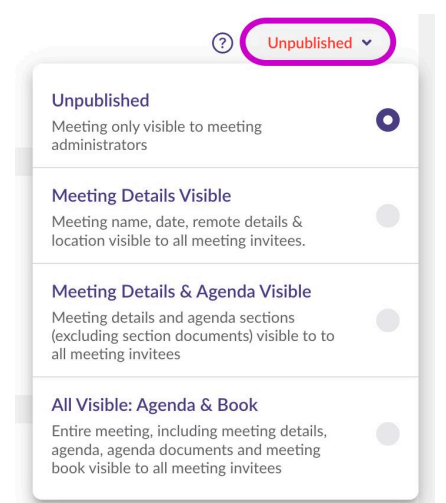 ? Unpublished
Unpublished
Meeting only visible to meeting
administrators
Meeting Details Visible
Meeting name, date, remote details &
location visible to all meeting invitees.
Meeting Details & Agenda Visible
Meeting details and agenda sections
(excluding section documents) visible to to
all meeting invitees
All Visible: Agenda & Book
Entire meeting, including meeting details,
agenda, agenda documents and meeting
book visible to all meeting invitees